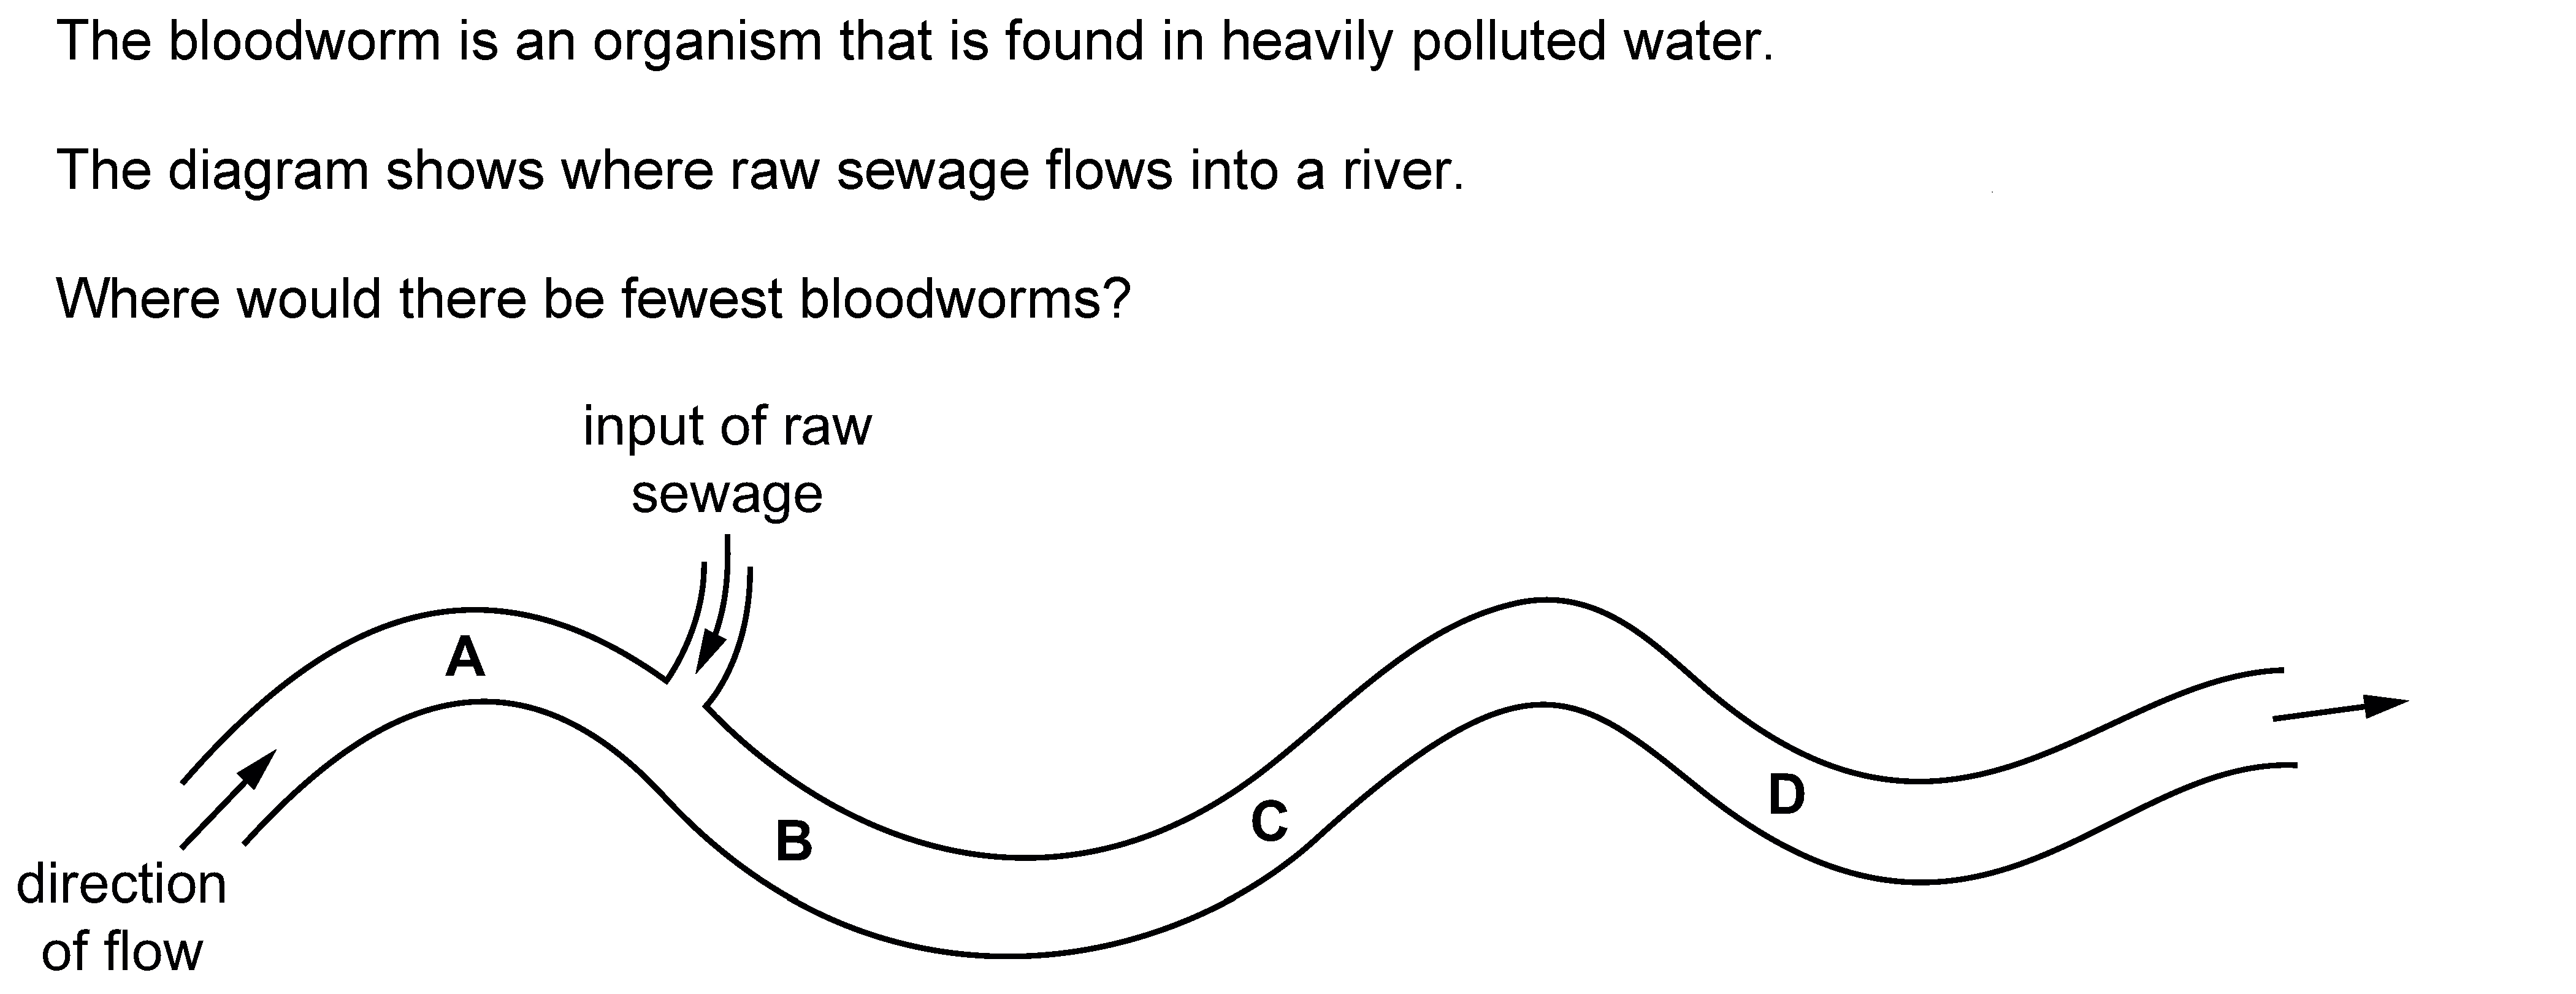 The bloodworm is an organism that is found in heavily polluted water.
The diagram shows where raw sewage flows into a river.
Where would there be fewest bloodworms?
input of raw
sewage
A
B
C
D
direction
of flow